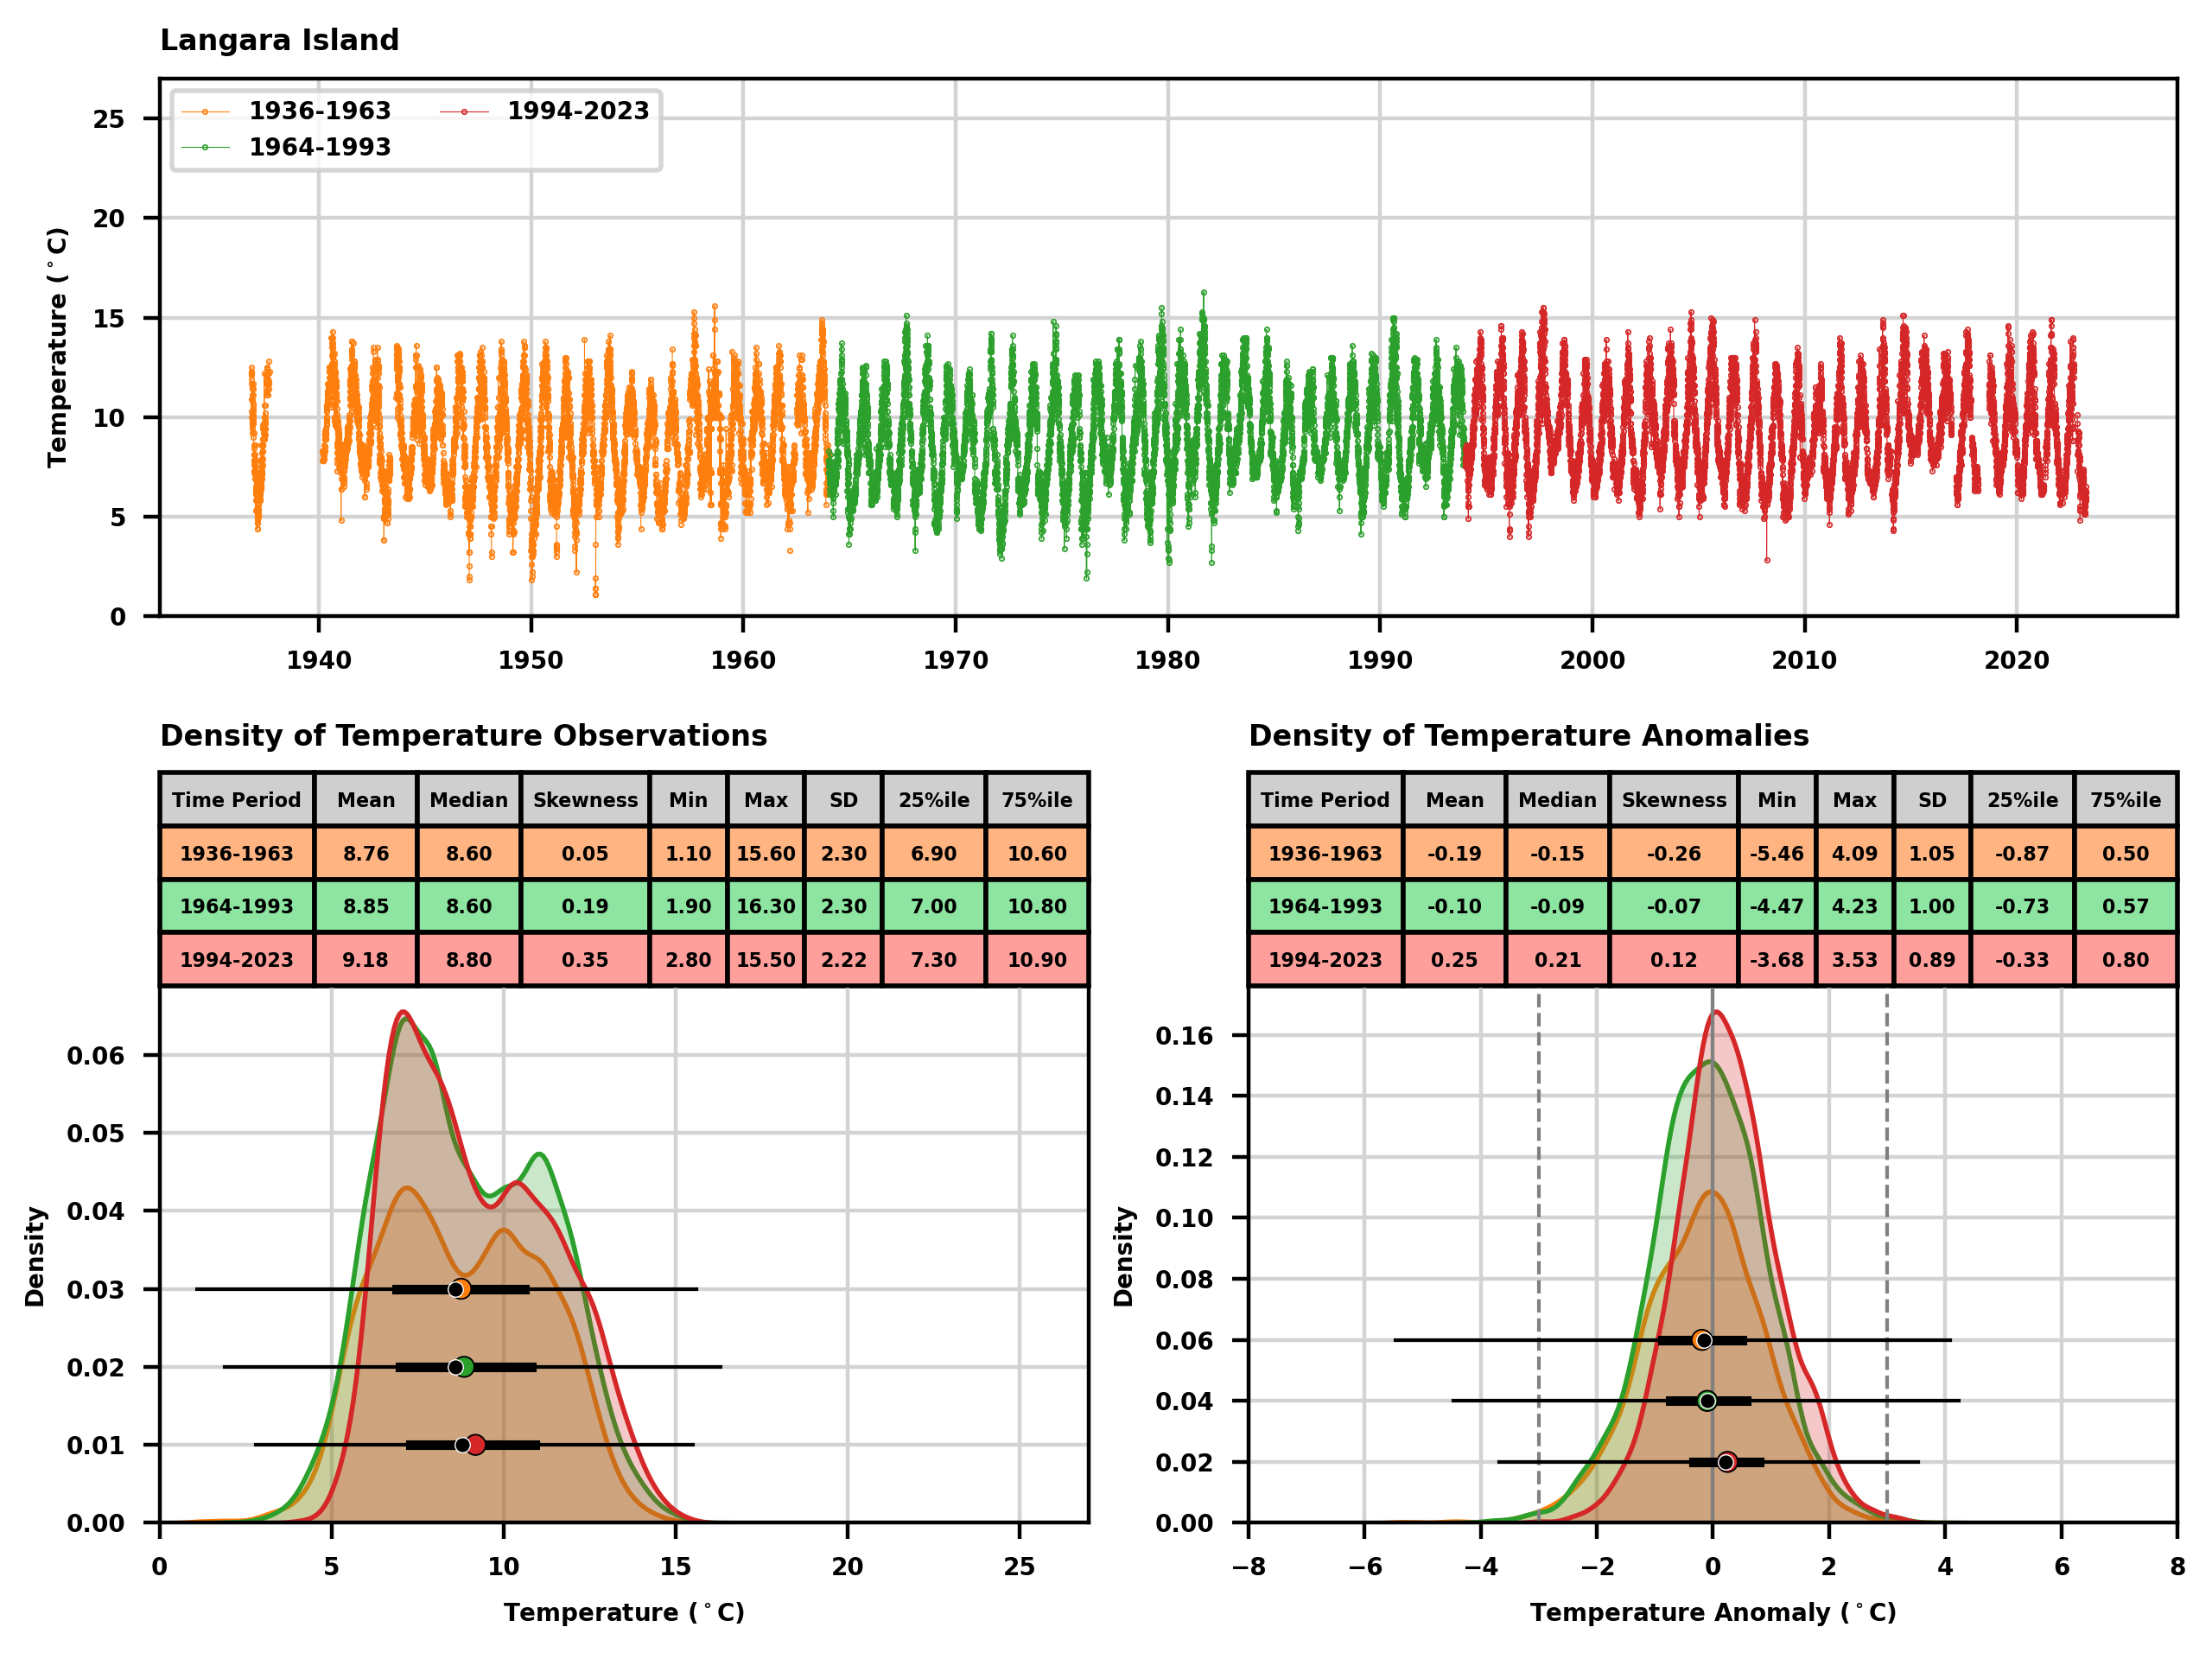 Langara Island
1936-1963 1994-2023
1964-1993
Temperature (°C)
25
20
15
10
5
0
1940 1950 1960 1970 1980 1990 2000 2010 2020
Density of Temperature Observations
Time Period Mean Median Skewness Min Max SD 25%ile 75%ile
1936-1963 8.76 8.60 0.05 1.10 15.60 2.30 6.90 10.60
1964-1993 8.85 8.60 0.19 1.90 16.30 2.30 7.00 10.80
1994-2023 9.18 8.80 0.35 2.80 15.50 2.22 7.30 10.90
Density
0.06
0.05
0.04
0.03
0.02
0.01
0.00
0 5 10 15 20 25
Temperature (°C)
Density of Temperature Anomalies
Time Period Mean Median Skewness Min Max SD 25%ile 75%ile
1936-1963 -0.19 -0.15 -0.26 -5.46 4.09 1.05 -0.87 0.50
1964-1993 -0.10 -0.09 -0.07 -4.47 4.23 1.00 -0.73 0.57
1994-2023 0.25 0.21 0.12 -3.68 3.53 0.89 -0.33 0.80
Density
0.16
0.14
0.12
0.10
0.08
0.06
0.04
0.02
0.00
−8 −6 −4 −2 0 2 4 6 8
Temperature Anomaly (°C)